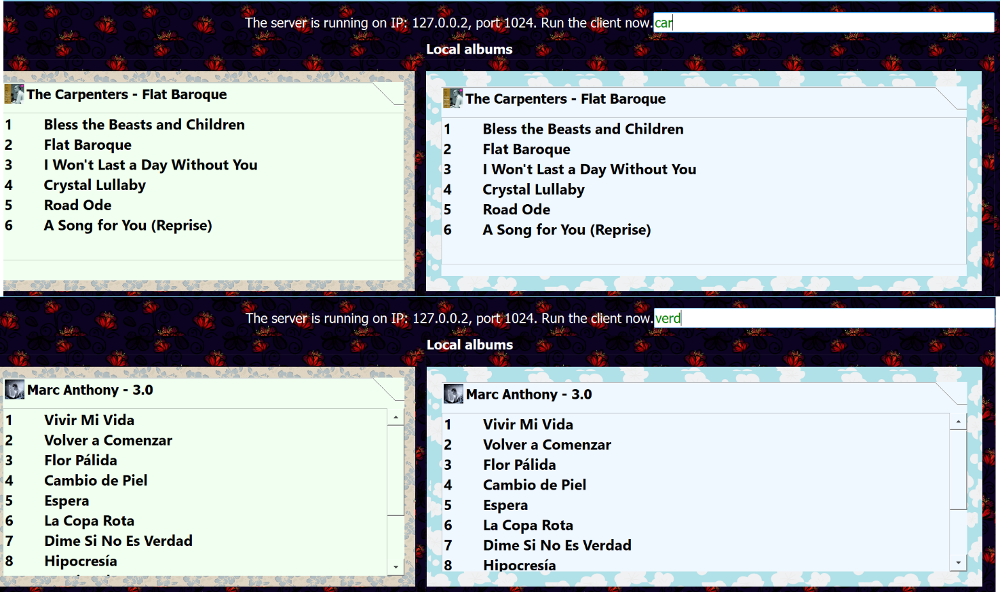 The server is running on IP: 127.0.0.2, port 1024. Run the client now. car
Local albums
The Carpenters - Flat Baroque
1 Bless the Beasts and Children
2 Flat Baroque
3 I Won't Last a Day Without You
4 Crystal Lullaby
5 Road Ode
6 A Song for You (Reprise)
The Carpenters - Flat Baroque
1 Bless the Beasts and Children
2 Flat Baroque
3 I Won't Last a Day Without You
4 Crystal Lullaby
5 Road Ode
6 A Song for You (Reprise)
The server is running on IP: 127.0.0.2, port 1024. Run the client now. verd
Local albums
Marc Anthony - 3.0
1 Vivir Mi Vida
2 Volver a Comenzar
3 Flor Pálida
4 Cambio de Piel
5 Espera
6 La Copa Rota
7 Dime Si No Es Verdad
8 Hipocresía
Marc Anthony - 3.0
1 Vivir Mi Vida
2 Volver a Comenzar
3 Flor Pálida
4 Cambio de Piel
5 Espera
6 La Copa Rota
7 Dime Si No Es Verdad
8 Hipocresía